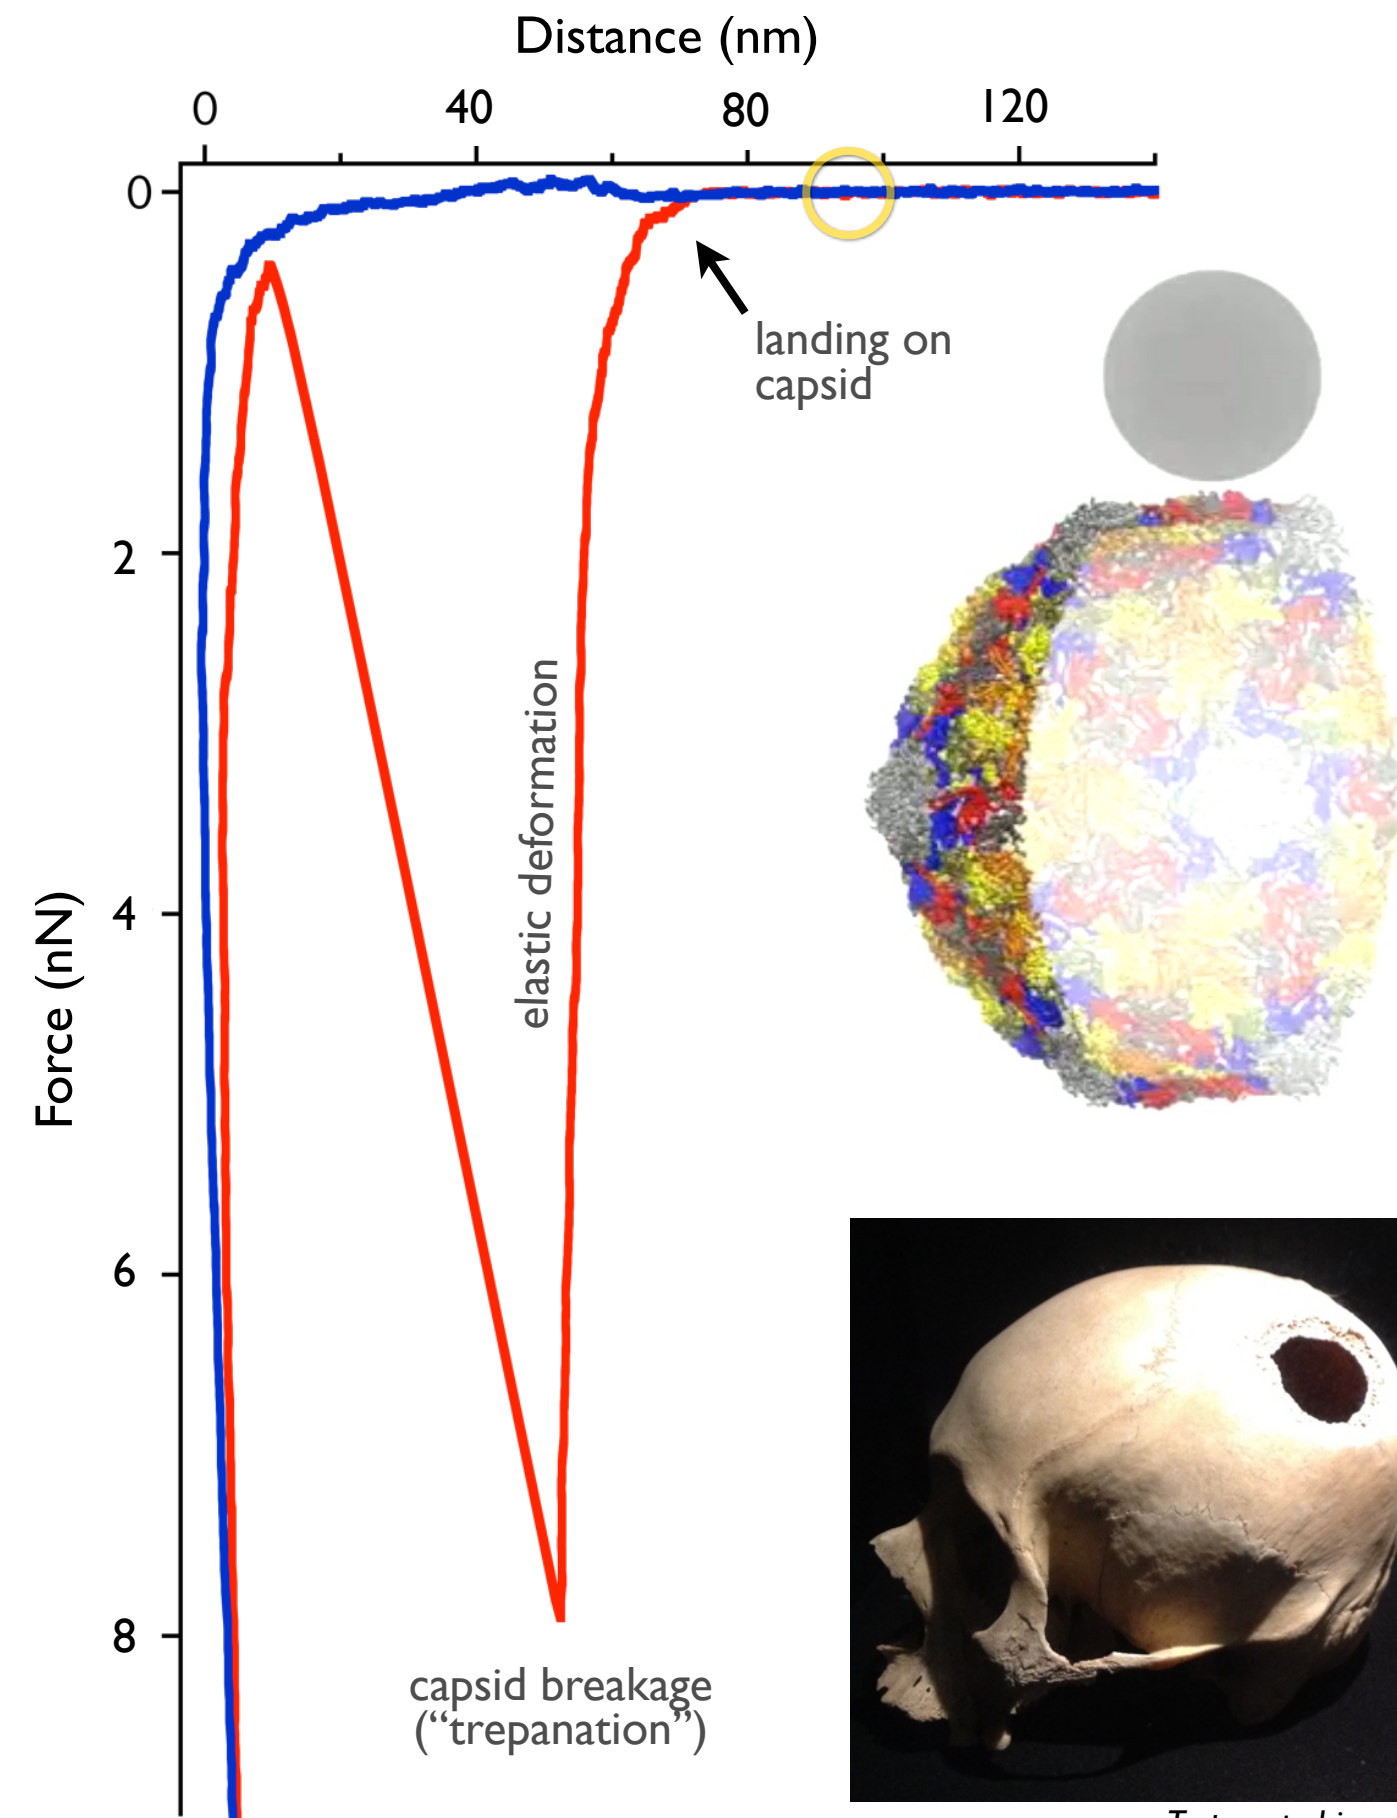 Distance (nm)
0
40
80
120
0
2
4
6
8
Force (nN)
landing on
capsid
elastic deformation
capsid breakage
(“trepanation”)